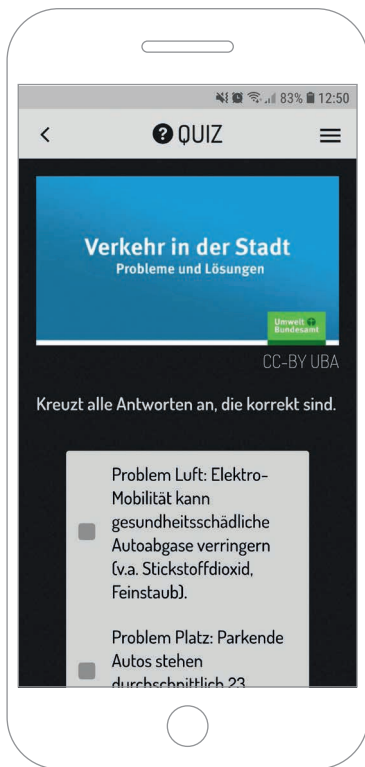 83% 12:50
? QUIZ
Verkehr in der Stadt
Probleme und Lösungen
Umwelt
Bundesamt
CC-BY UBA
Kreuzt alle Antworten an, die korrekt sind.
Problem Luft: Elektro-
Mobilität kann
gesundheitsschädliche
Autoabgase verringern
(v.a. Stickstoffdioxid,
Feinstaub).
Problem Platz: Parkende
Autos stehen
durchschnittlich 23